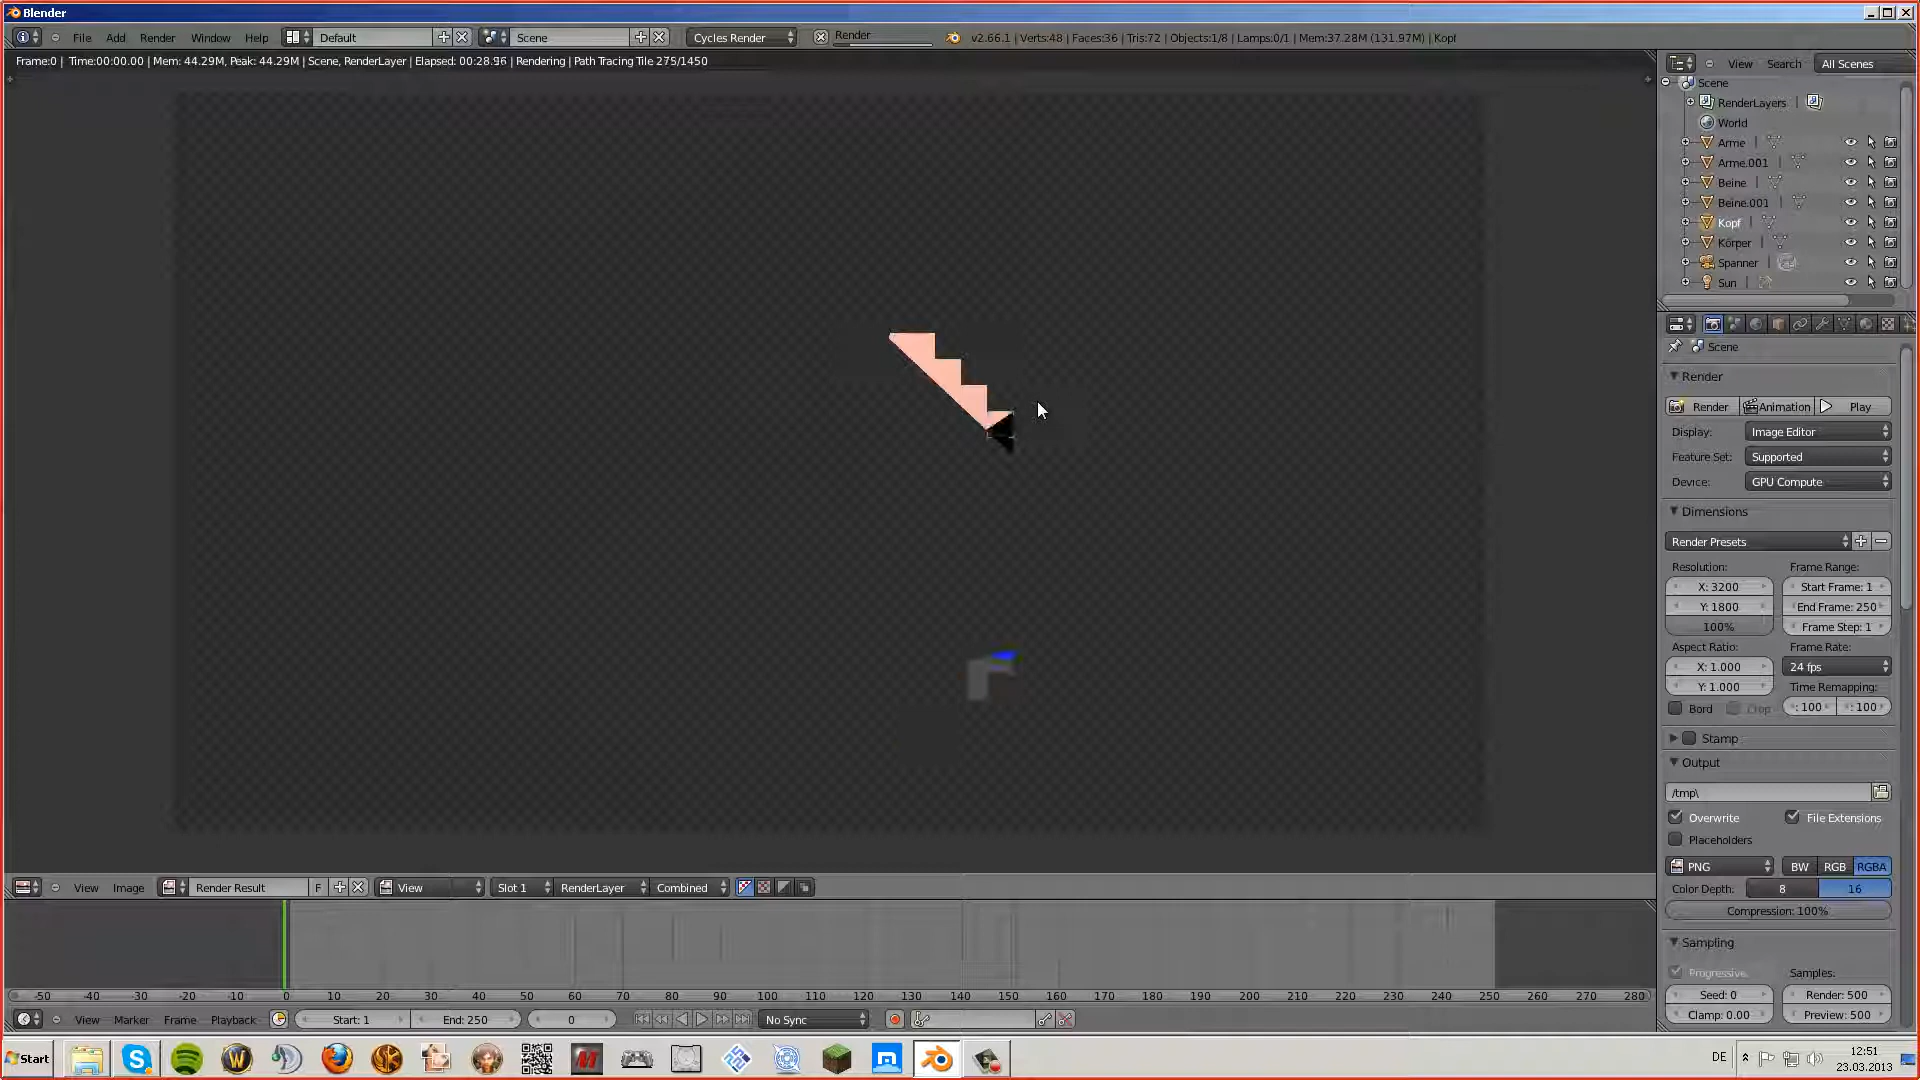 Blender
File Add Render Window Help Default Scene Cycles Render Render v2.66.1 | Verts:48 | Faces:36 | Tris:72 | Objects:1/8 | Lamps:0/1 | Mem:37.28M (131.97M) | Kopf
Frame:0 | Time:00:00.00 | Mem: 44.29M, Peak: 44.29M | Scene, RenderLayer | Elapsed: 00:28.96 | Rendering | Path Tracing Tile 275/1450
View Search All Scenes
Scene
RenderLayers
World
Arme
Arme.001
Beine
Beine.001
Kopf
Körper
Spanner
Sun
Scene
Render
Render Animation Play
Display: Image Editor
Feature Set: Supported
Device: GPU Compute
Dimensions
Render Presets
Resolution: Frame Range:
X: 3200 Start Frame: 1
Y: 1800 End Frame: 250
100% Frame Step: 1
Aspect Ratio: Frame Rate:
X: 1.000 24 fps
Y: 1.000 Time Remapping:
Bord Crop : 100 : 100
Stamp
Output
/tmp\
Overwrite File Extensions
Placeholders
PNG BW RGB RGBA
Color Depth: 8 16
Compression: 100%
Sampling
Progressive Samples:
Seed: 0 Render: 500
Clamp: 0.00 Preview: 500
View Image Render Result F View Slot 1 RenderLayer Combined
-50 -40 -30 -20 -10 0 10 20 30 40 50 60 70 80 90 100 110 120 130 140 150 160 170 180 190 200 210 220 230 240 250 260 270 280
View Marker Frame Playback Start: 1 End: 250 0 No Sync
Start DE 12:51
23.03.2013